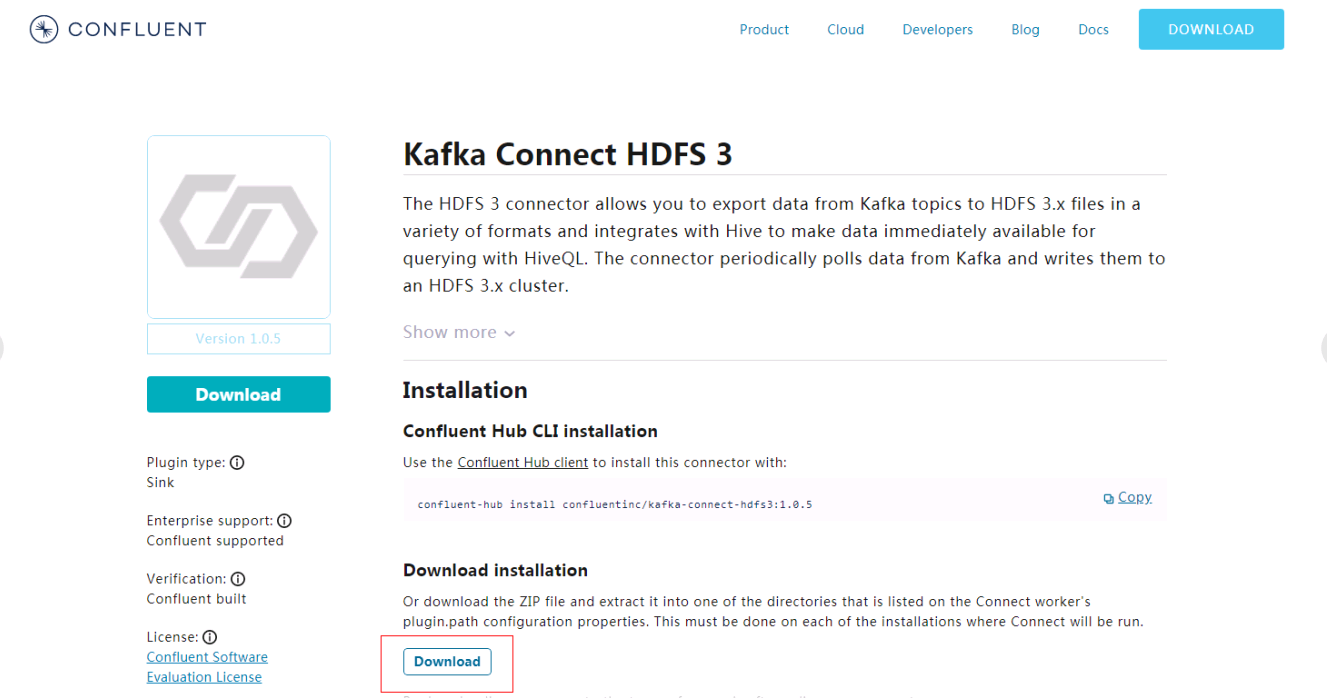 CONFLUENT
Product Cloud Developers Blog Docs DOWNLOAD
Kafka Connect HDFS 3
The HDFS 3 connector allows you to export data from Kafka topics to HDFS 3.x files in a
variety of formats and integrates with Hive to make data immediately available for
querying with HiveQL. The connector periodically polls data from Kafka and writes them to
an HDFS 3.x cluster.
Show more
Version 1.0.5
Download
Plugin type:
Sink
Enterprise support:
Confluent supported
Verification:
Confluent built
License:
Confluent Software
Evaluation License
Installation
Confluent Hub CLI installation
Use the Confluent Hub client to install this connector with:
confluent-hub install confluentinc/kafka-connect-hdfs3:1.0.5
Copy
Download installation
Or download the ZIP file and extract it into one of the directories that is listed on the Connect worker's
plugin.path configuration properties. This must be done on each of the installations where Connect will be run.
Download